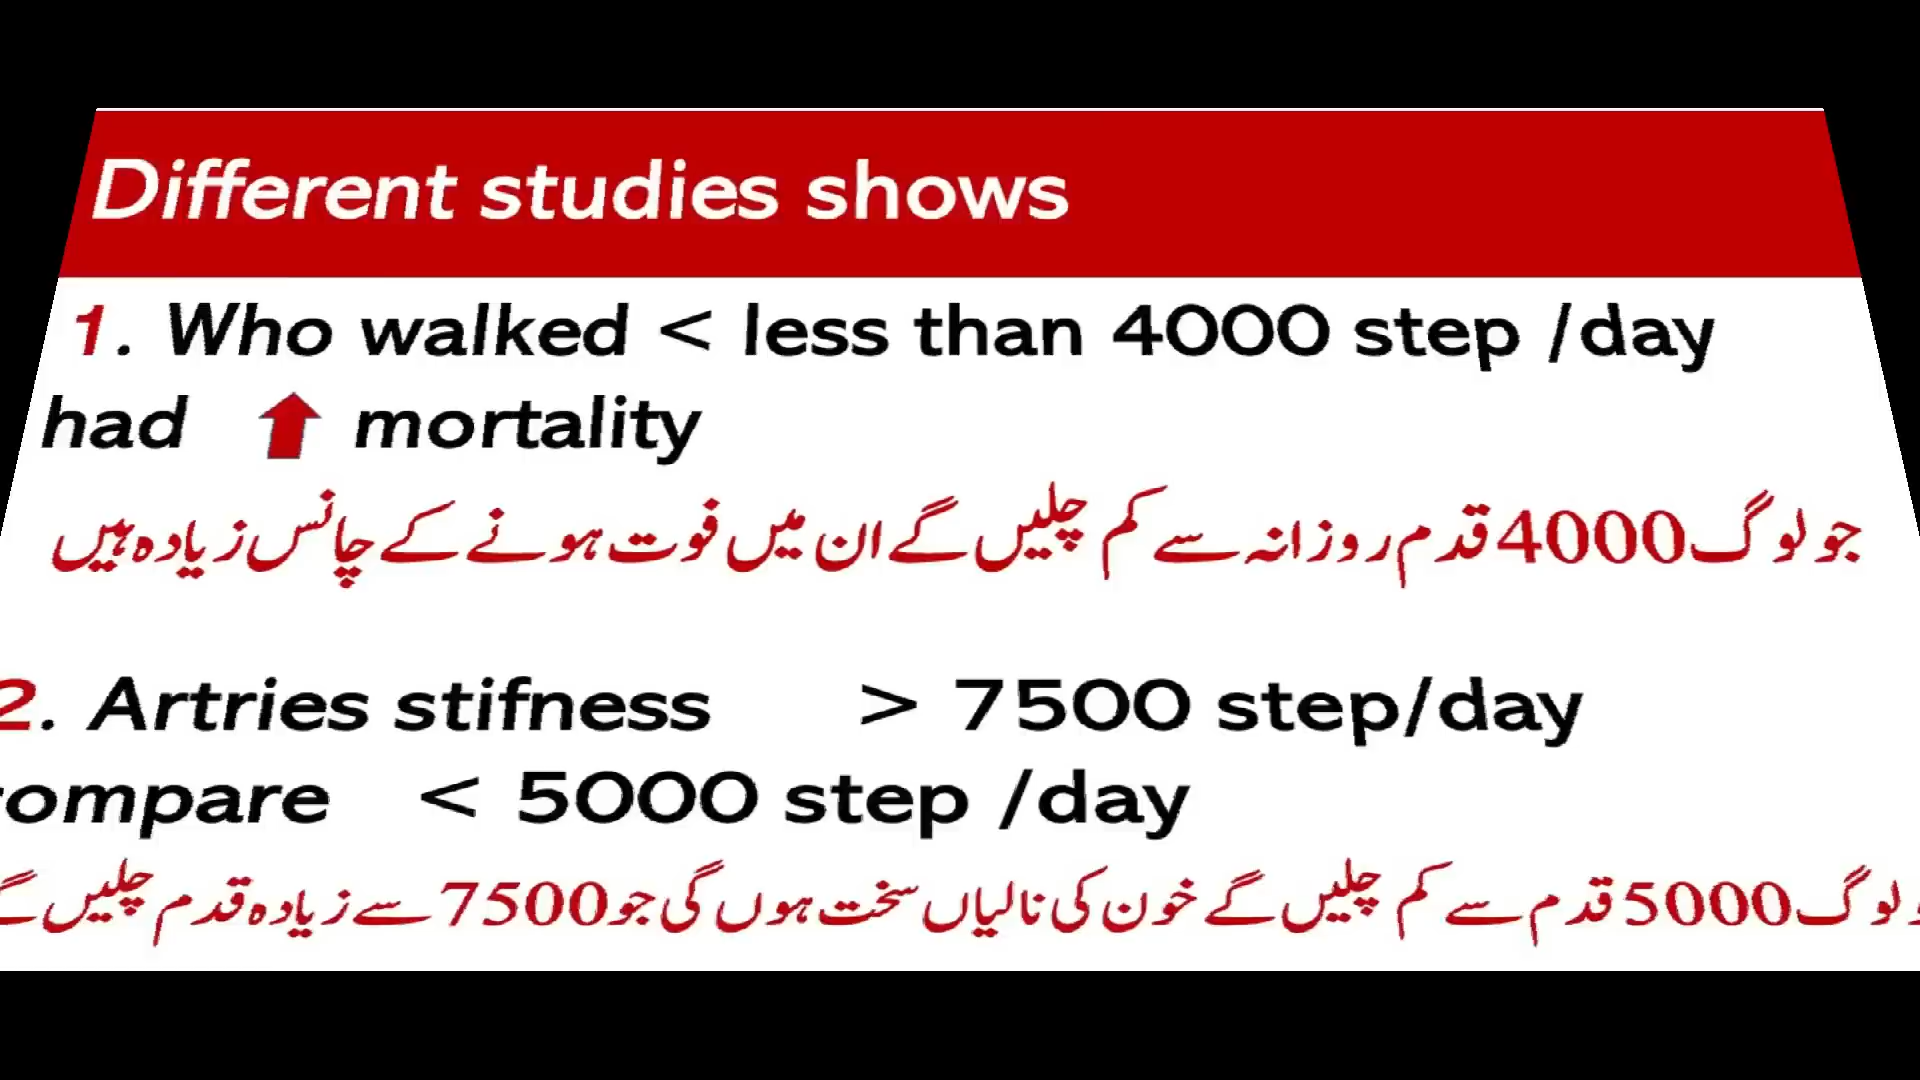 Different studies shows
1. Who walked < less than 4000 step /day
had ⬆ mortality
جو لوگ 4000 قدم روزانہ سے کم چلیں گے ان میں فوت ہونے کے چانس زیادہ ہیں
2. Artries stifness > 7500 step/day
compare < 5000 step /day
لوگ 5000 قدم سے کم چلیں گے خون کی نالیاں سخت ہوں گی جو 7500 سے زیادہ قدم چلیں گے